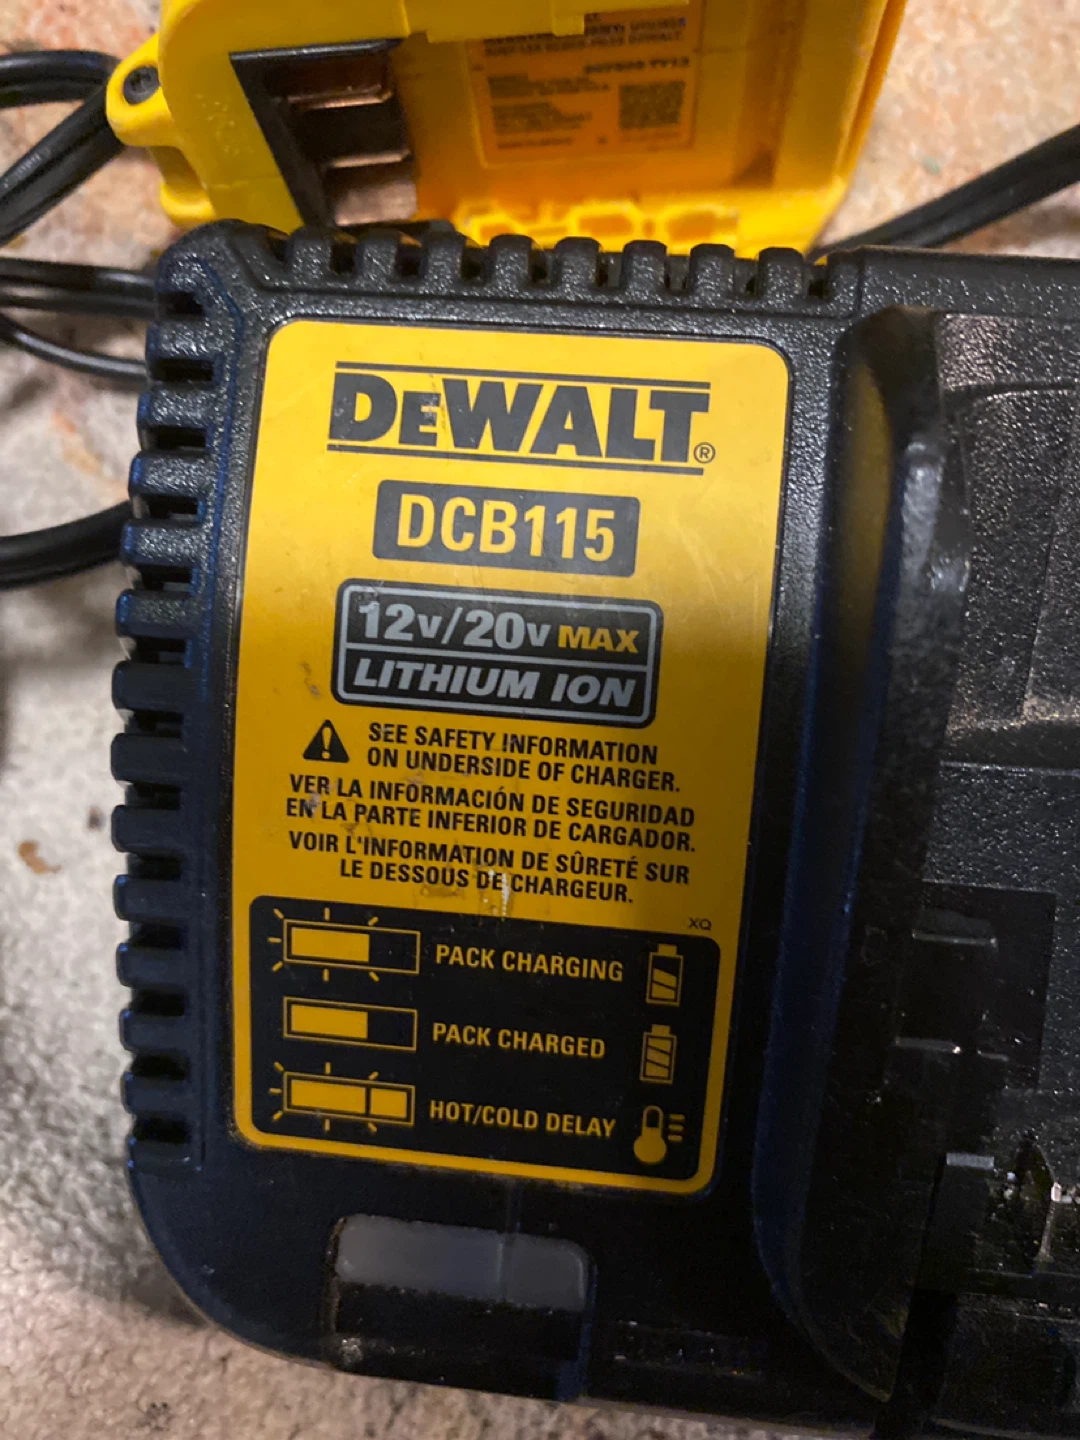 DEWALT®
DCB115
12V/20V MAX
LITHIUM ION
SEE SAFETY INFORMATION
ON UNDERSIDE OF CHARGER.
VER LA INFORMACIÓN DE SEGURIDAD
EN LA PARTE INFERIOR DE CARGADOR.
VOIR L'INFORMATION DE SÛRETÉ SUR
LE DESSOUS DE CHARGEUR.
XQ
PACK CHARGING
PACK CHARGED
HOT/COLD DELAY